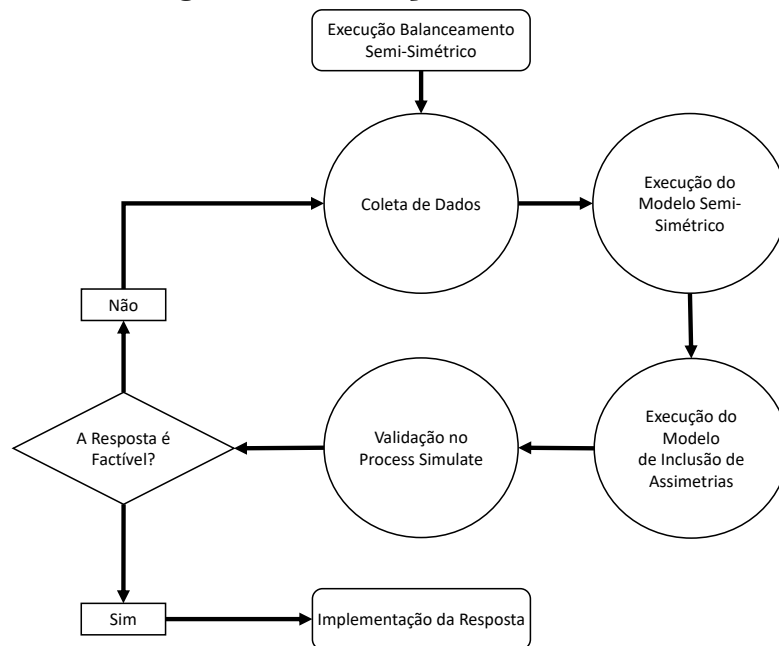 Execução Balanceamento
Semi-Simétrico
Coleta de Dados
Execução do
Modelo Semi-
Simétrico
Não
A Resposta é
Factível?
Validação no
Process Simulate
Execução do
Modelo
de Inclusão de
Assimetrias
Sim
Implementação da Resposta